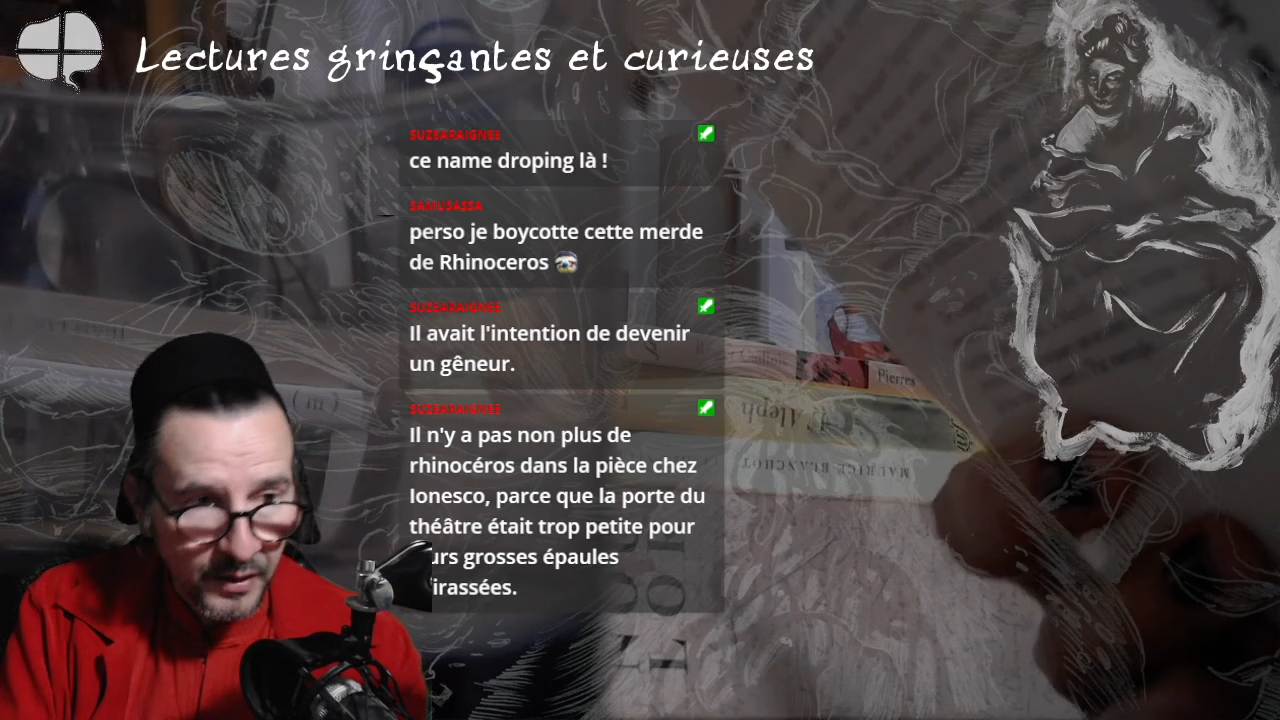 Lectures grinçantes et curieuses
SUZEARAIGNEE
ce name droping là !
SAMUSASSA
perso je boycotte cette merde
de Rhinoceros
SUZEARAIGNEE
Il avait l'intention de devenir
un gêneur.
SUZEARAIGNEE
Il n'y a pas non plus de
rhinocéros dans la pièce chez
Ionesco, parce que la porte du
théâtre était trop petite pour
urs grosses épaules
irassées.
Caillois
Pierres
L'Aleph
MAURICE BLANCHOT